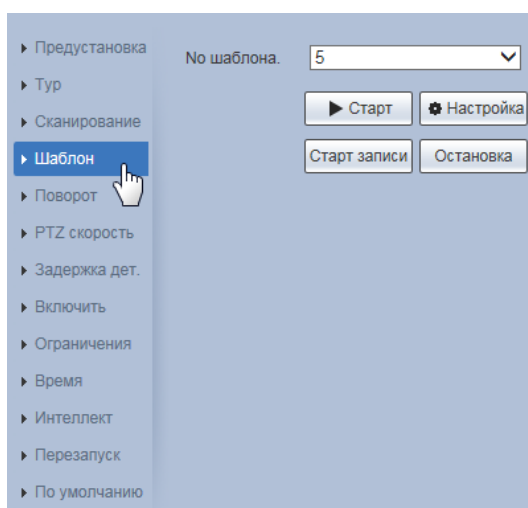 Предустановка
Тур
Сканирование
Шаблон
Поворот
PTZ скорость
Задержка дет.
Включить
Ограничения
Время
Интеллект
Перезапуск
По умолчанию
No шаблона. 5
Старт Настройка
Старт записи Остановка